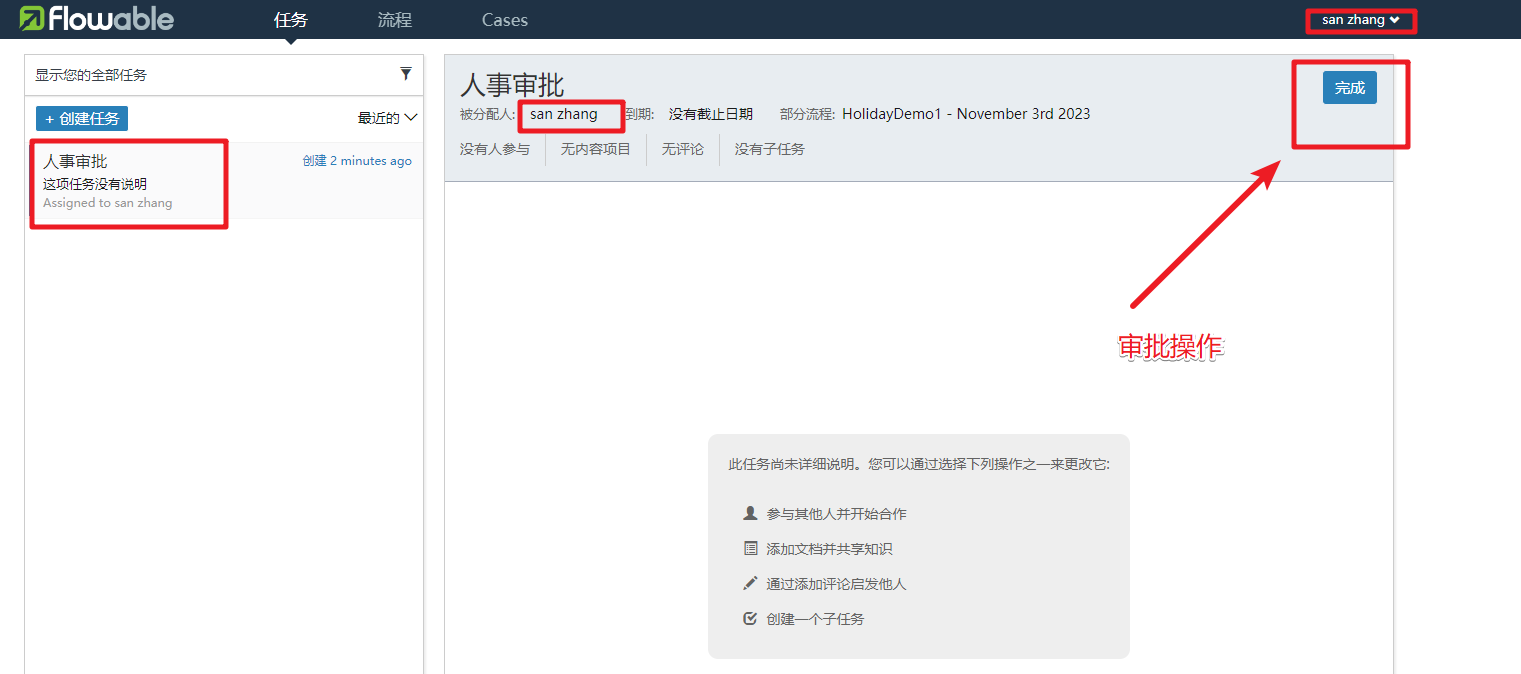 flowable 任务 流程 Cases san zhang
显示您的全部任务
+ 创建任务 最近的
人事审批 创建 2 minutes ago
这项任务没有说明
Assigned to san zhang
人事审批 完成
被分配人: san zhang 到期: 没有截止日期 部分流程: HolidayDemo1 - November 3rd 2023
没有人参与 无内容项目 无评论 没有子任务
审批操作
此任务尚未详细说明。您可以通过选择下列操作之一来更改它:
参与其他人并开始合作
添加文档并共享知识
通过添加评论启发他人
创建一个子任务